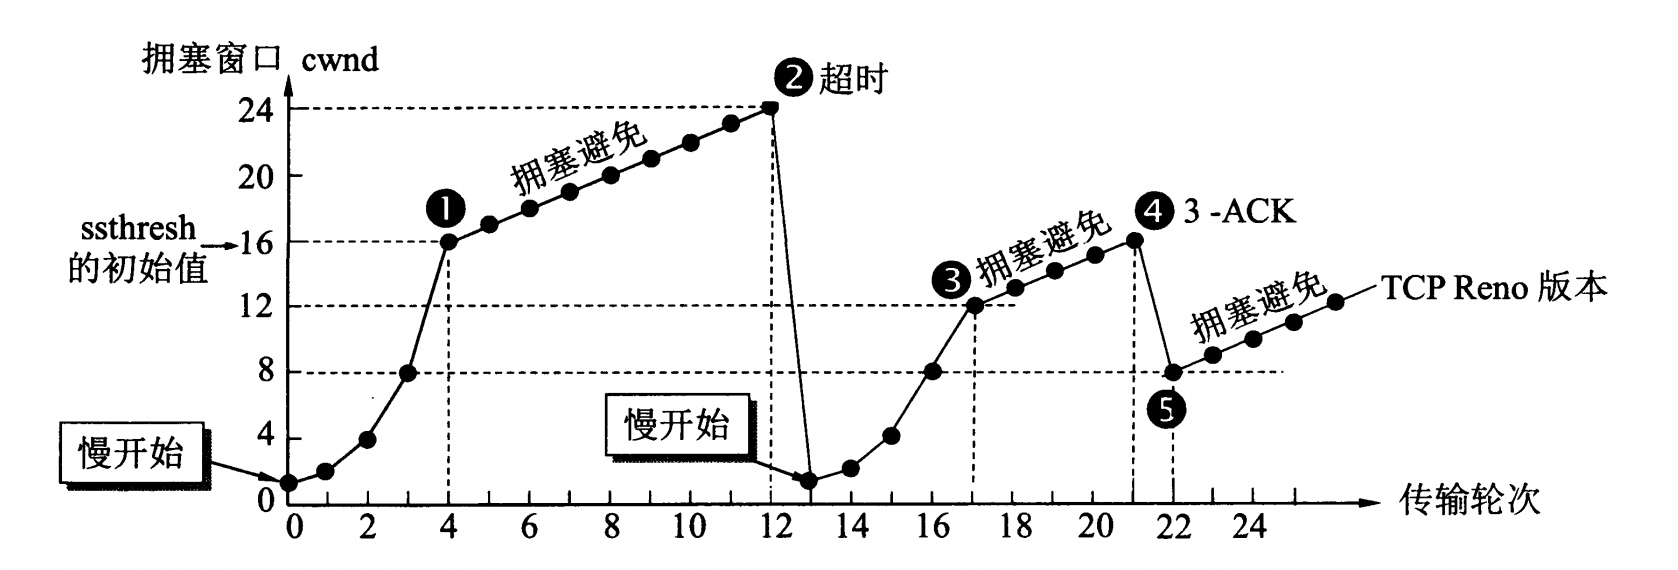 拥塞窗口 cwnd
❷超时
24
拥塞避免
20
❶
ssthresh
的初始值
16
❹ 3 -ACK
拥塞避免
❸
12
拥塞避免
TCP Reno 版本
8
❺
4
慢开始
慢开始
0
0 2 4 6 8 10 12 14 16 18 20 22 24
传输轮次